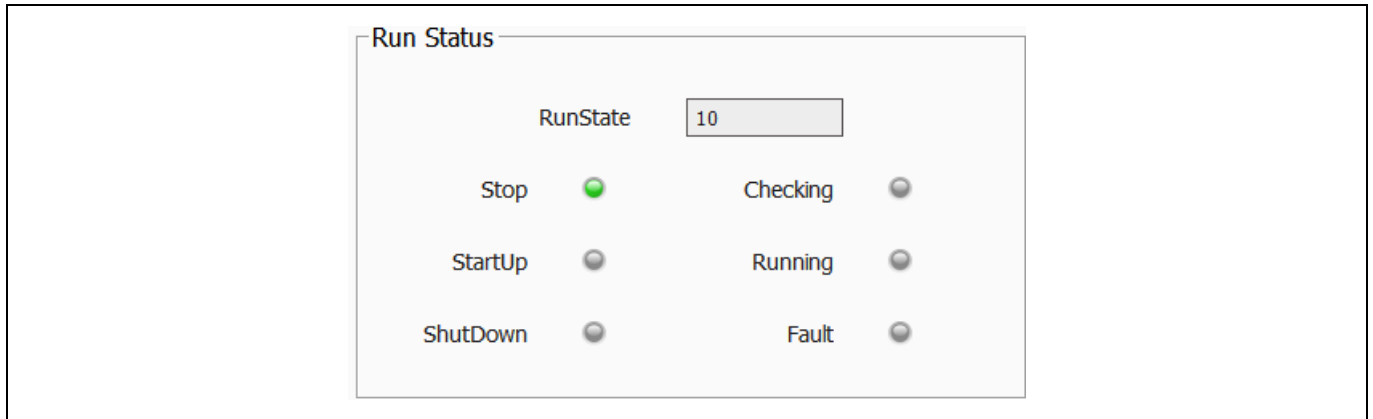 Run Status
RunState 10
Stop Checking
StartUp Running
ShutDown Fault